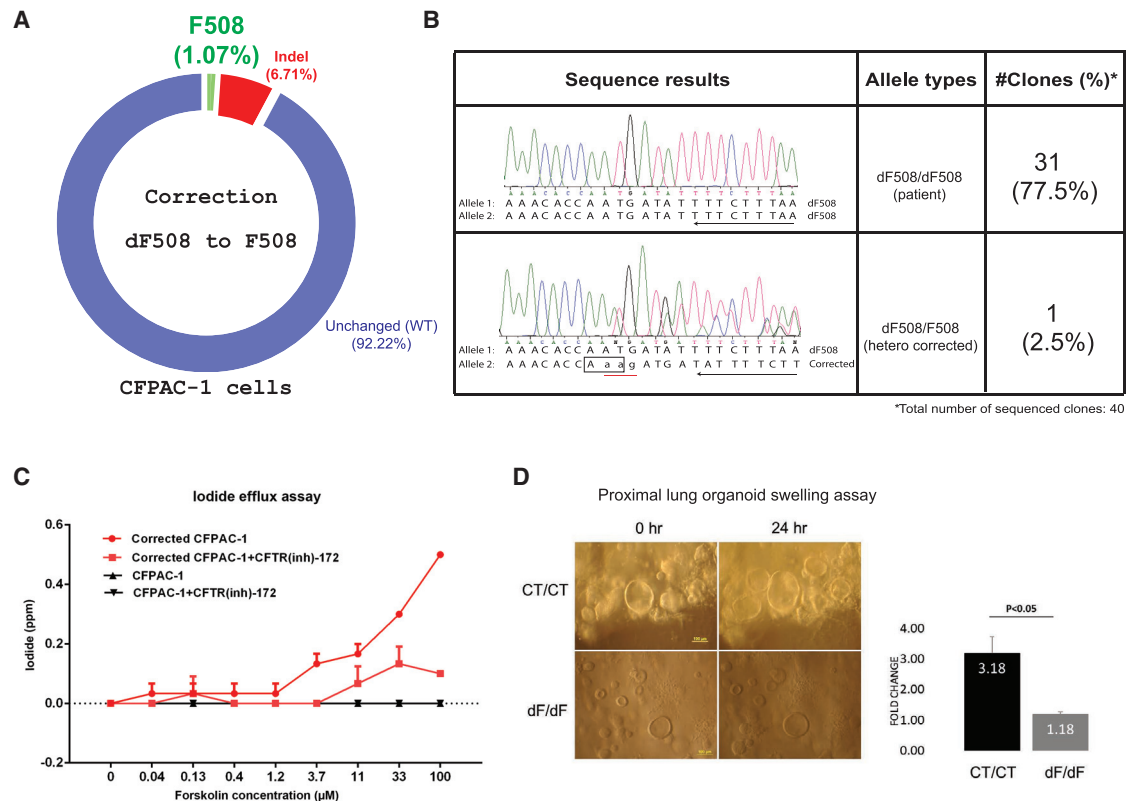 A
F508
(1.07%)
Indel
(6.71%)
Correction
dF508 to F508
Unchanged (WT)
(92.22%)
CFPAC-1 cells
B
Sequence results
Allele types
#Clones (%)*
A A A C A C C A A T G A T A T T T T C T T T A A
Allele 1: A A A C A C C A A T G A T A T T T T C T T T A A dF508
Allele 2: A A A C A C C A A T G A T A T T T T C T T T A A dF508
dF508/dF508
(patient)
31
(77.5%)
A A A C A C C A A N G A T A T T T T C T T T A N
Allele 1: A A A C A C C A A T G A T A T T T T C T T T A A dF508
Allele 2: A A A C A C C A a a g A T G A T A T T T T C T T Corrected
dF508/F508
(hetero corrected)
1
(2.5%)
*Total number of sequenced clones: 40
C
Iodide efflux assay
Iodide (ppm)
0.6
0.4
0.2
0.0
-0.2
Corrected CFPAC-1
Corrected CFPAC-1+CFTR(inh)-172
CFPAC-1
CFPAC-1+CFTR(inh)-172
0 0.04 0.13 0.4 1.2 3.7 11 33 100
Forskolin concentration (µM)
D
Proximal lung organoid swelling assay
0 hr 24 hr
CT/CT
dF/dF
100 µm
P<0.05
FOLD CHANGE
4.00
3.00
2.00
1.00
0.00
3.18
1.18
CT/CT dF/dF